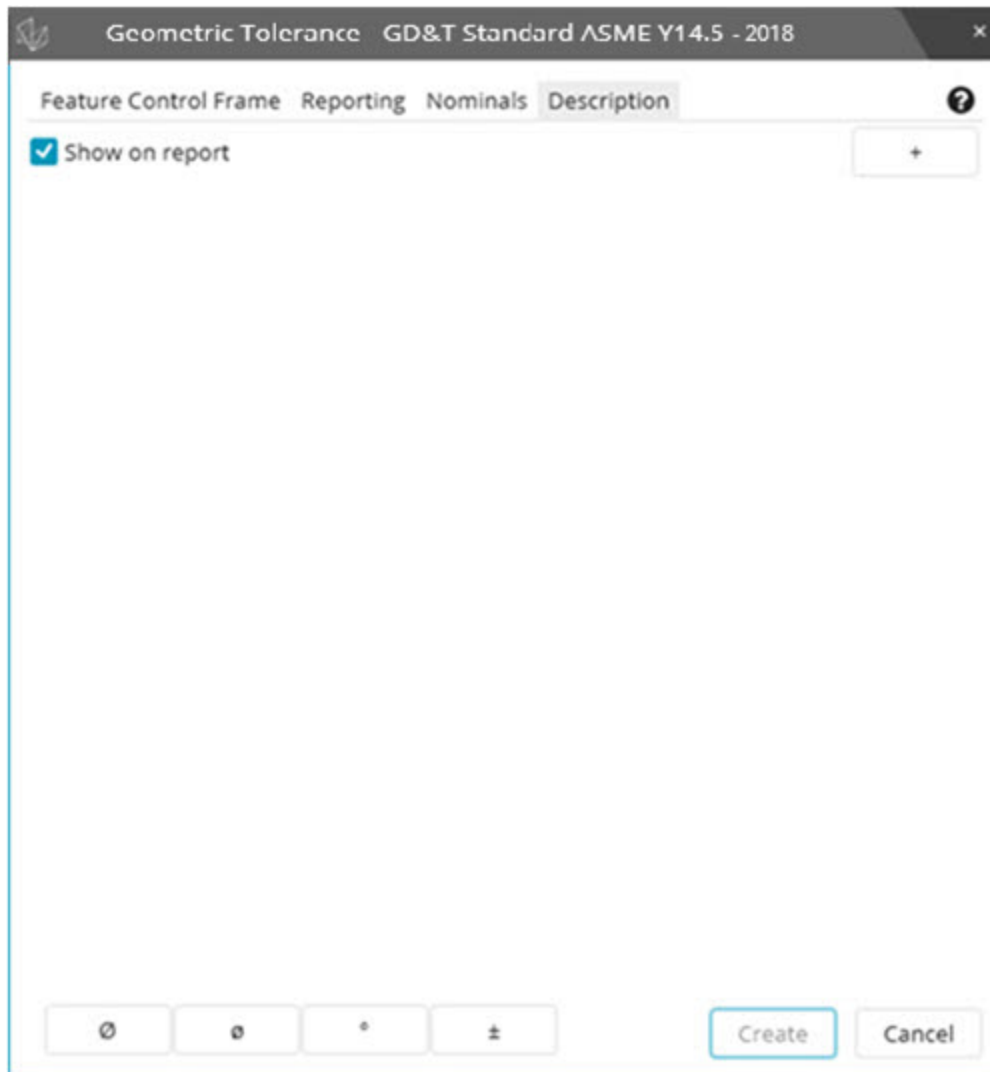 Geometric Tolerance GD&T Standard ASME Y14.5 - 2018 ×
Feature Control Frame Reporting Nominals Description ?
Show on report +
Ø ø ° ± Create Cancel